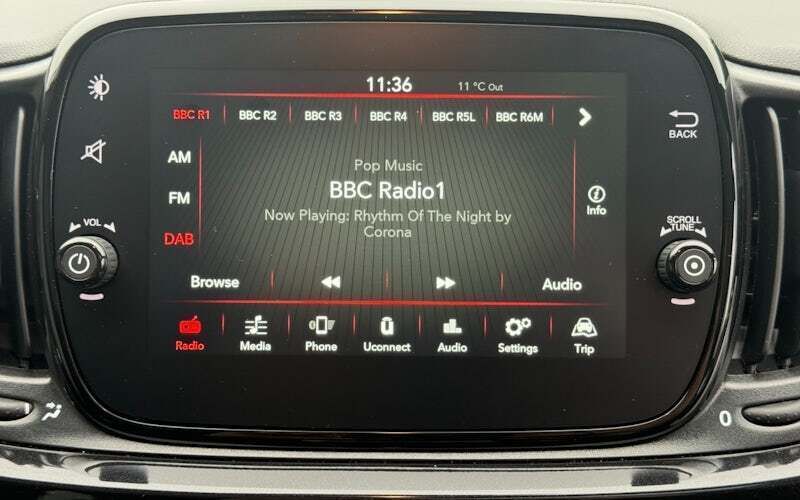 11:36 11 °C Out
BBC R1 BBC R2 BBC R3 BBC R4 BBC R5L BBC R6M
BACK
AM
Pop Music
FM
BBC Radio1
Info
Now Playing: Rhythm Of The Night by
Corona
DAB
VOL
SCROLL
TUNE
Browse Audio
Radio Media Phone Uconnect Audio Settings Trip
0